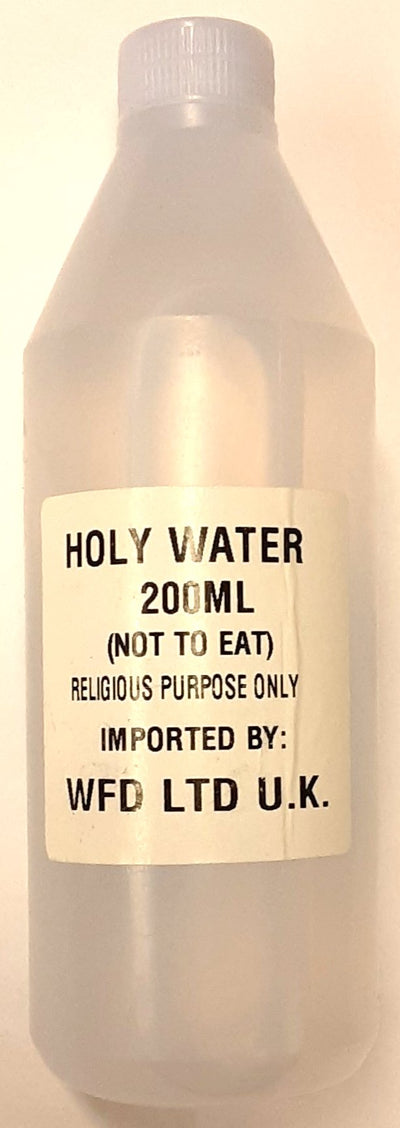 HOLY WATER
200ML
(NOT TO EAT)
RELIGIOUS PURPOSE ONLY
IMPORTED BY:
WFD LTD U.K.